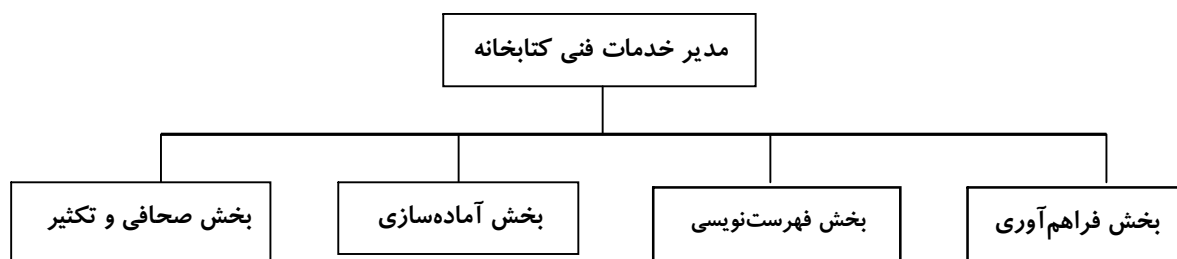 مدیر خدمات فنی کتابخانه
بخش فراهم‌آوری
بخش فهرست‌نویسی
بخش آماده‌سازی
بخش صحافی و تکثیر